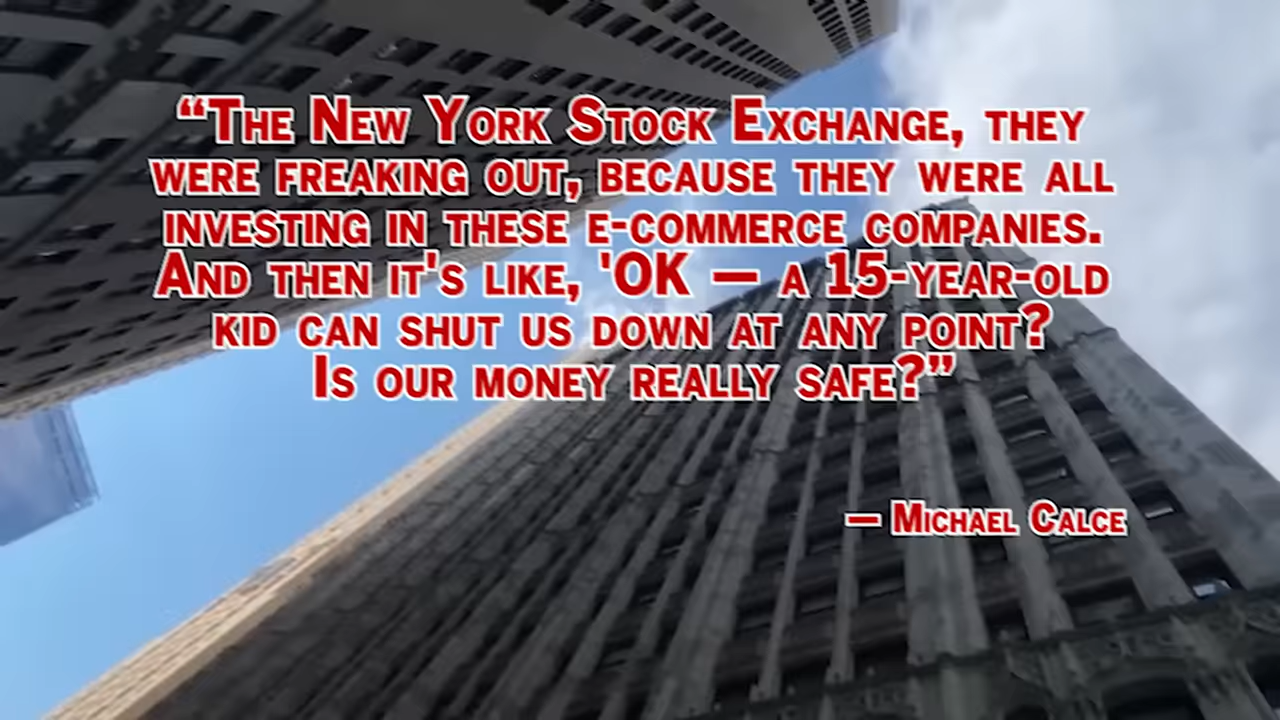 “The New York Stock Exchange, they
were freaking out, because they were all
investing in these e-commerce companies.
And then it's like, 'OK — a 15-year-old
kid can shut us down at any point?
Is our money really safe?”
— Michael Calce